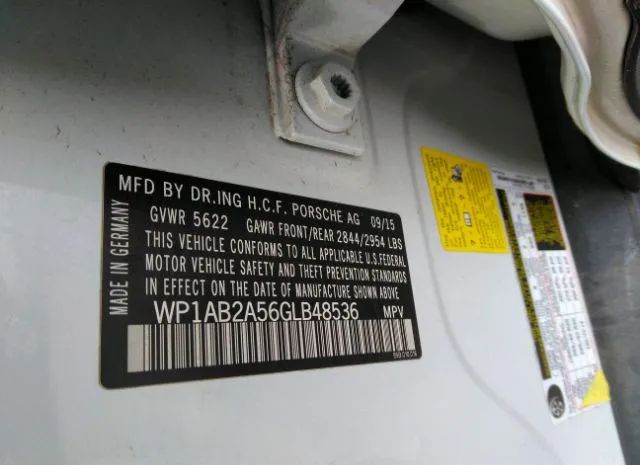 MFD BY DR.ING H.C.F. PORSCHE AG 09/15
GVWR 5622 GAWR FRONT/REAR 2844/2954 LBS
THIS VEHICLE CONFORMS TO ALL APPLICABLE U.S.FEDERAL
MOTOR VEHICLE SAFETY AND THEFT PREVENTION STANDARDS
IN EFFECT ON THE DATE OF MANUFACTURE SHOWN ABOVE
WP1AB2A56GLB48536 MPV
MADE IN GERMANY